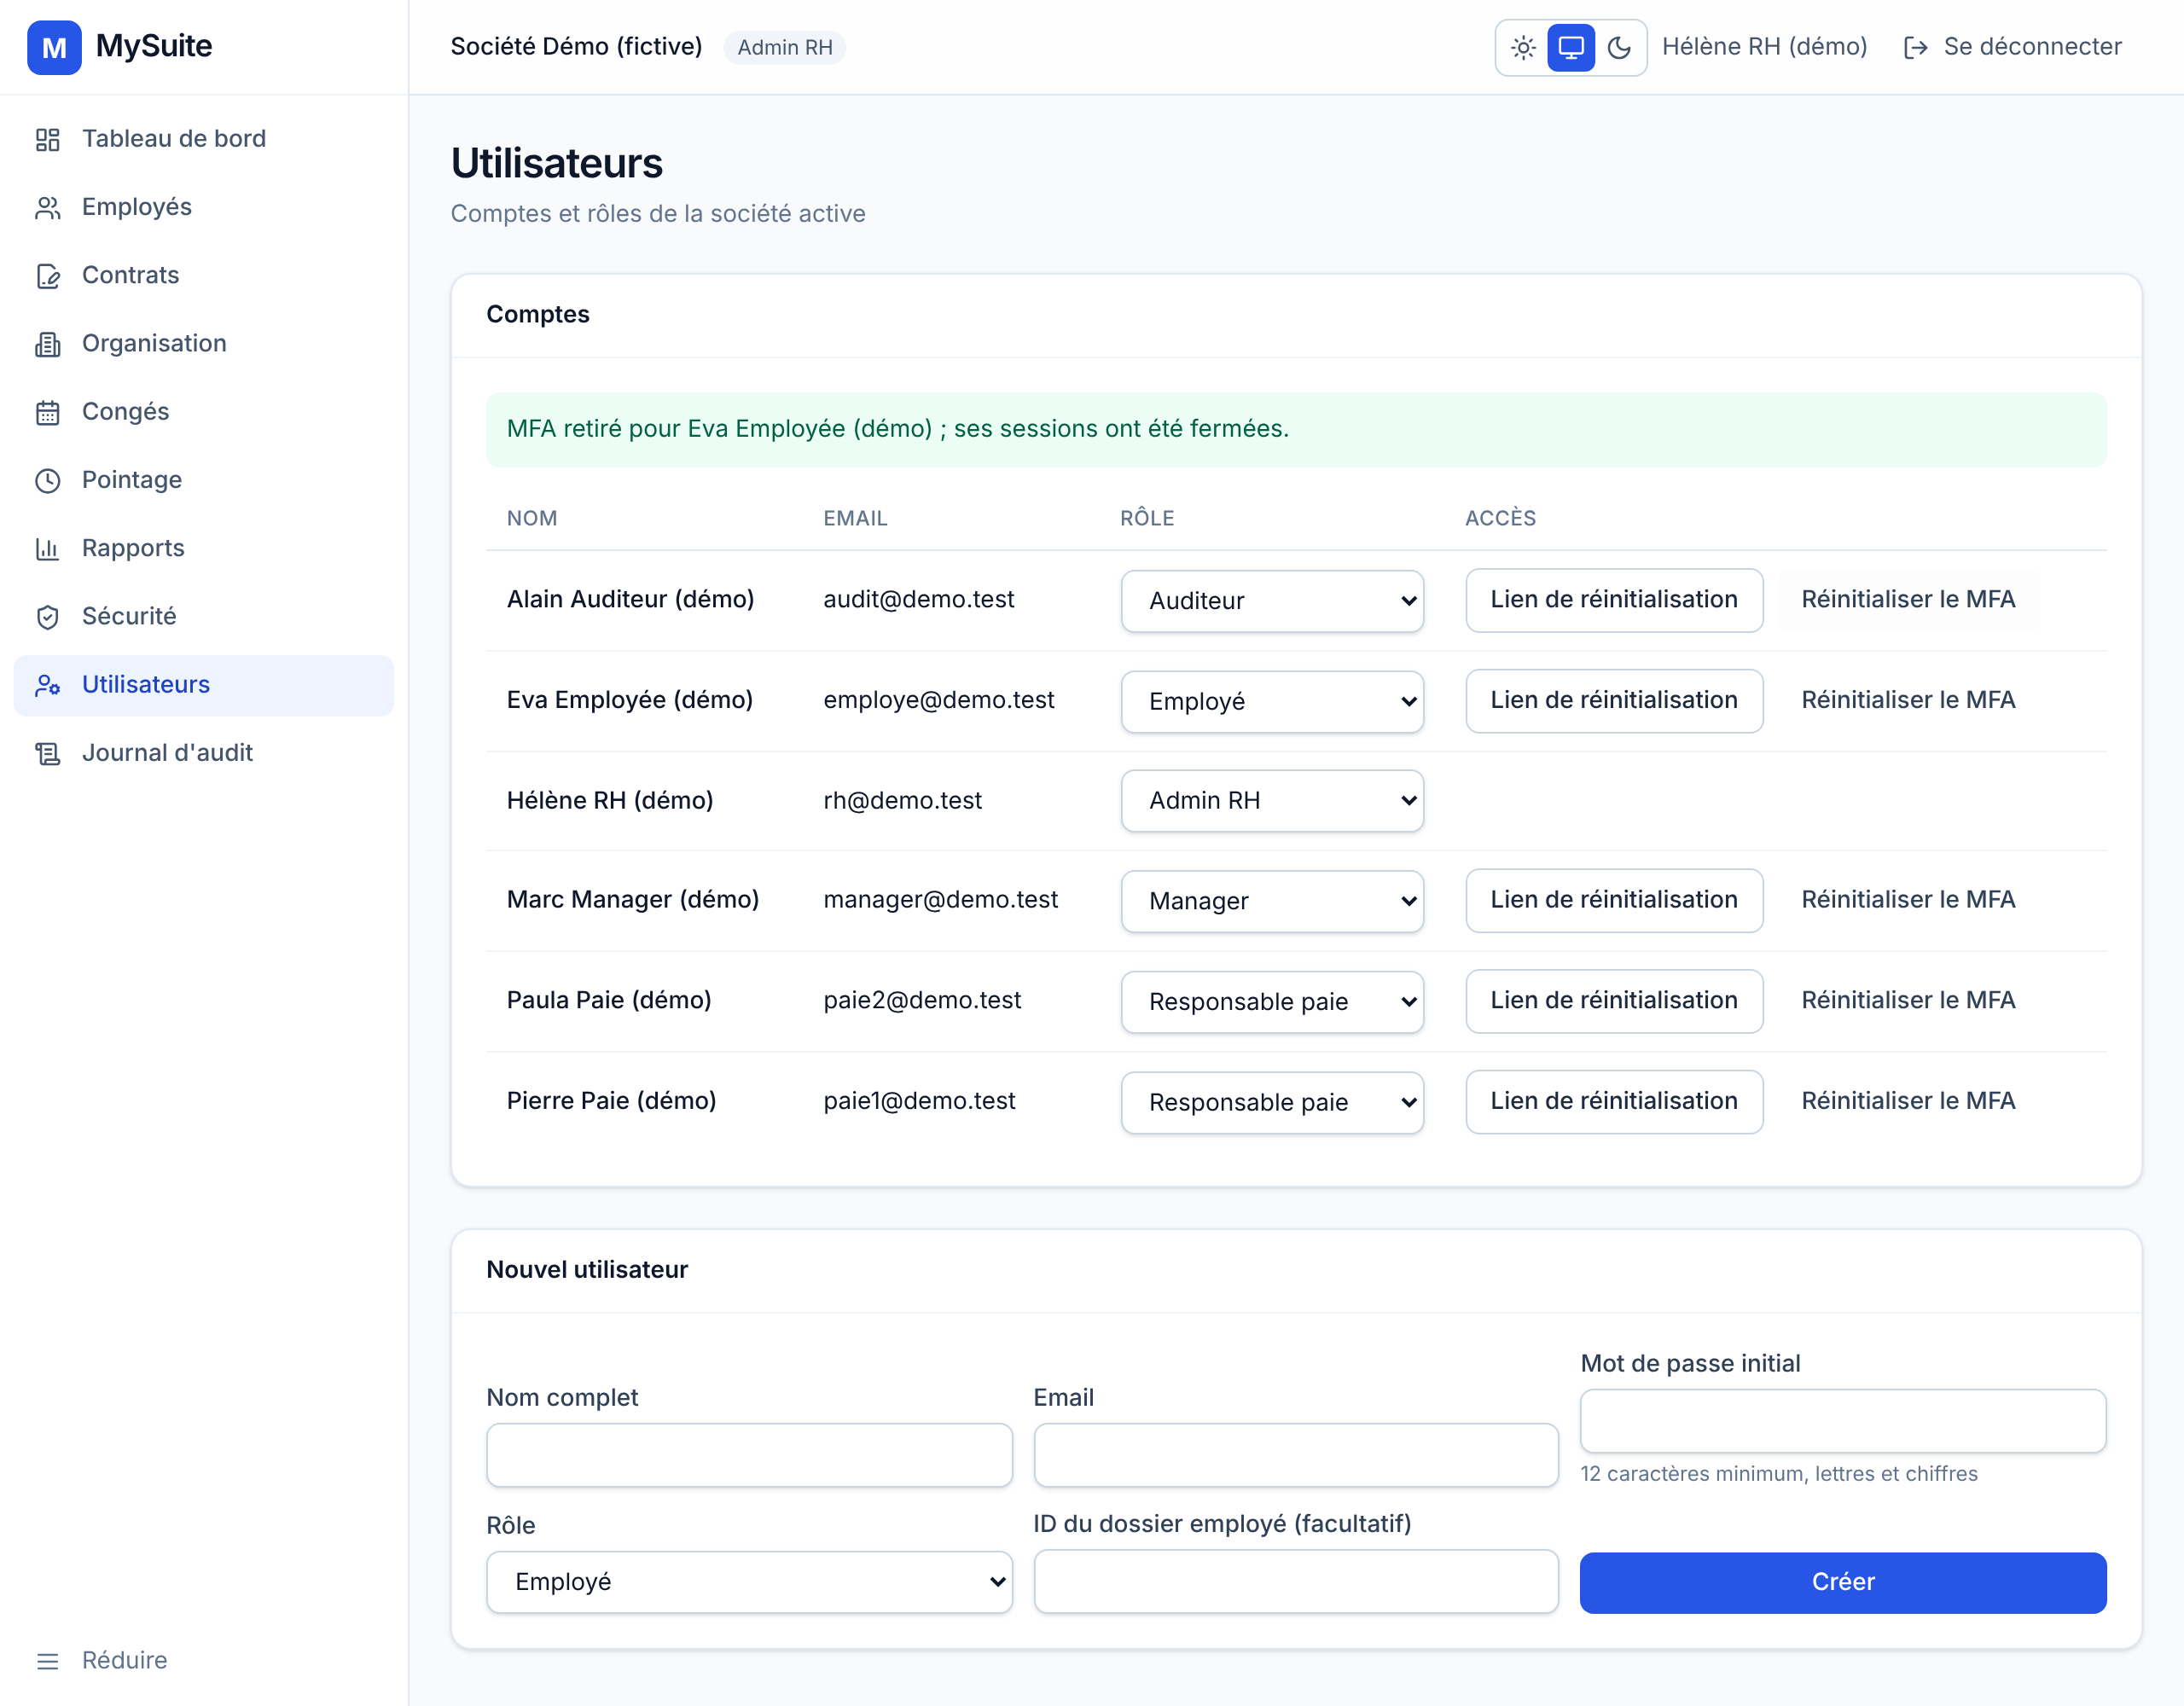 M MySuite
Société Démo (fictive) Admin RH Hélène RH (démo) Se déconnecter
Tableau de bord
Employés
Contrats
Organisation
Congés
Pointage
Rapports
Sécurité
Utilisateurs
Journal d'audit
Réduire
Utilisateurs
Comptes et rôles de la société active
Comptes
MFA retiré pour Eva Employée (démo) ; ses sessions ont été fermées.
NOM EMAIL RÔLE ACCÈS
Alain Auditeur (démo) audit@demo.test Auditeur Lien de réinitialisation Réinitialiser le MFA
Eva Employée (démo) employe@demo.test Employé Lien de réinitialisation Réinitialiser le MFA
Hélène RH (démo) rh@demo.test Admin RH
Marc Manager (démo) manager@demo.test Manager Lien de réinitialisation Réinitialiser le MFA
Paula Paie (démo) paie2@demo.test Responsable paie Lien de réinitialisation Réinitialiser le MFA
Pierre Paie (démo) paie1@demo.test Responsable paie Lien de réinitialisation Réinitialiser le MFA
Nouvel utilisateur
Nom complet Email Mot de passe initial
12 caractères minimum, lettres et chiffres
Rôle ID du dossier employé (facultatif)
Employé Créer